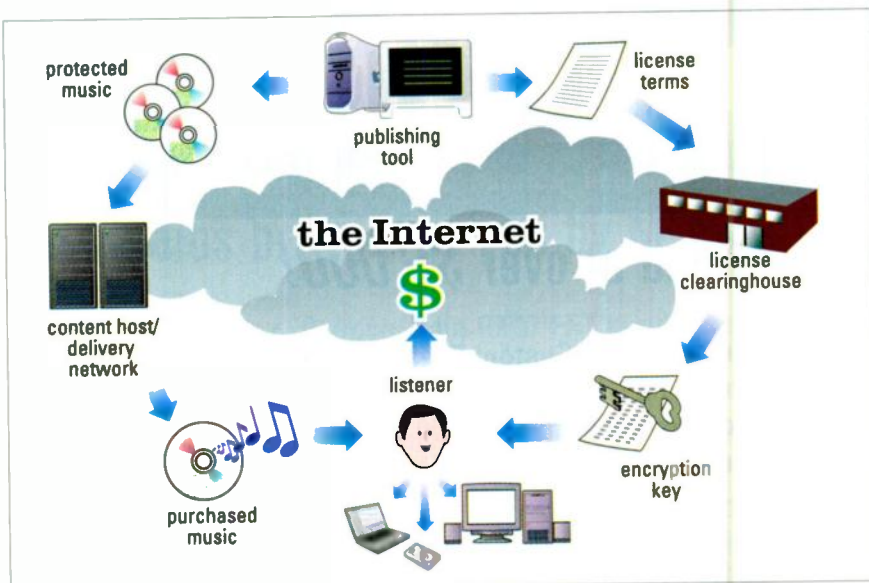 protected
music
publishing
tool
license
terms
the Internet
$
license
clearinghouse
content host/
delivery
network
listener
purchased
music
encryption
key